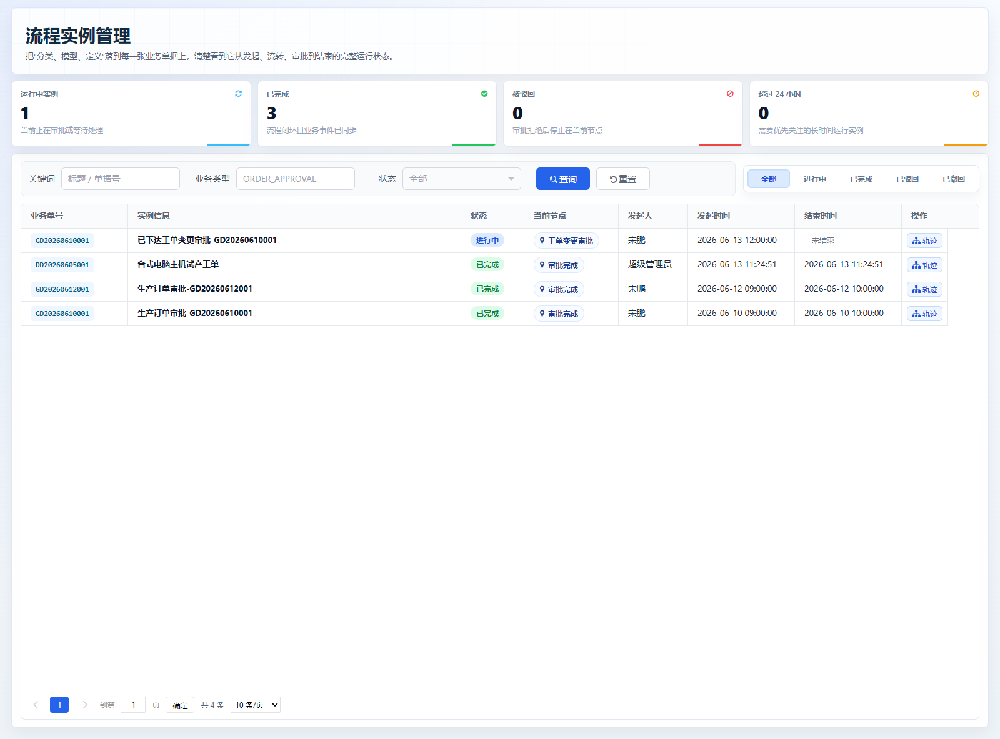 流程实例管理
把“分类、模型、定义”落到每一张业务单据上，清楚看到它从发起、流转、审批到结束的完整运行状态。
运行中实例
1
当前正在审批或等待处理
已完成
3
流程闭环且业务事件已同步
被驳回
0
审批拒绝后停止在当前节点
超过 24 小时
0
需要优先关注的长时间运行实例
关键词 标题 / 单据号 业务类型 ORDER_APPROVAL 状态 全部 查询 重置 全部 进行中 已完成 已驳回 已撤回
业务单号 实例信息 状态 当前节点 发起人 发起时间 结束时间 操作
GD20260610001 已下达工单变更审批-GD20260610001 进行中 工单变更审批 宋鹏 2026-06-13 12:00:00 未结束 轨迹
DD20260605001 台式电脑主机试产工单 已完成 审批完成 超级管理员 2026-06-13 11:24:51 2026-06-13 11:24:51 轨迹
GD20260612001 生产订单审批-GD20260612001 已完成 审批完成 宋鹏 2026-06-12 09:00:00 2026-06-12 10:00:00 轨迹
GD20260610001 生产订单审批-GD20260610001 已完成 审批完成 宋鹏 2026-06-10 09:00:00 2026-06-10 10:00:00 轨迹
1 到第 1 页 确定 共 4 条 10 条/页